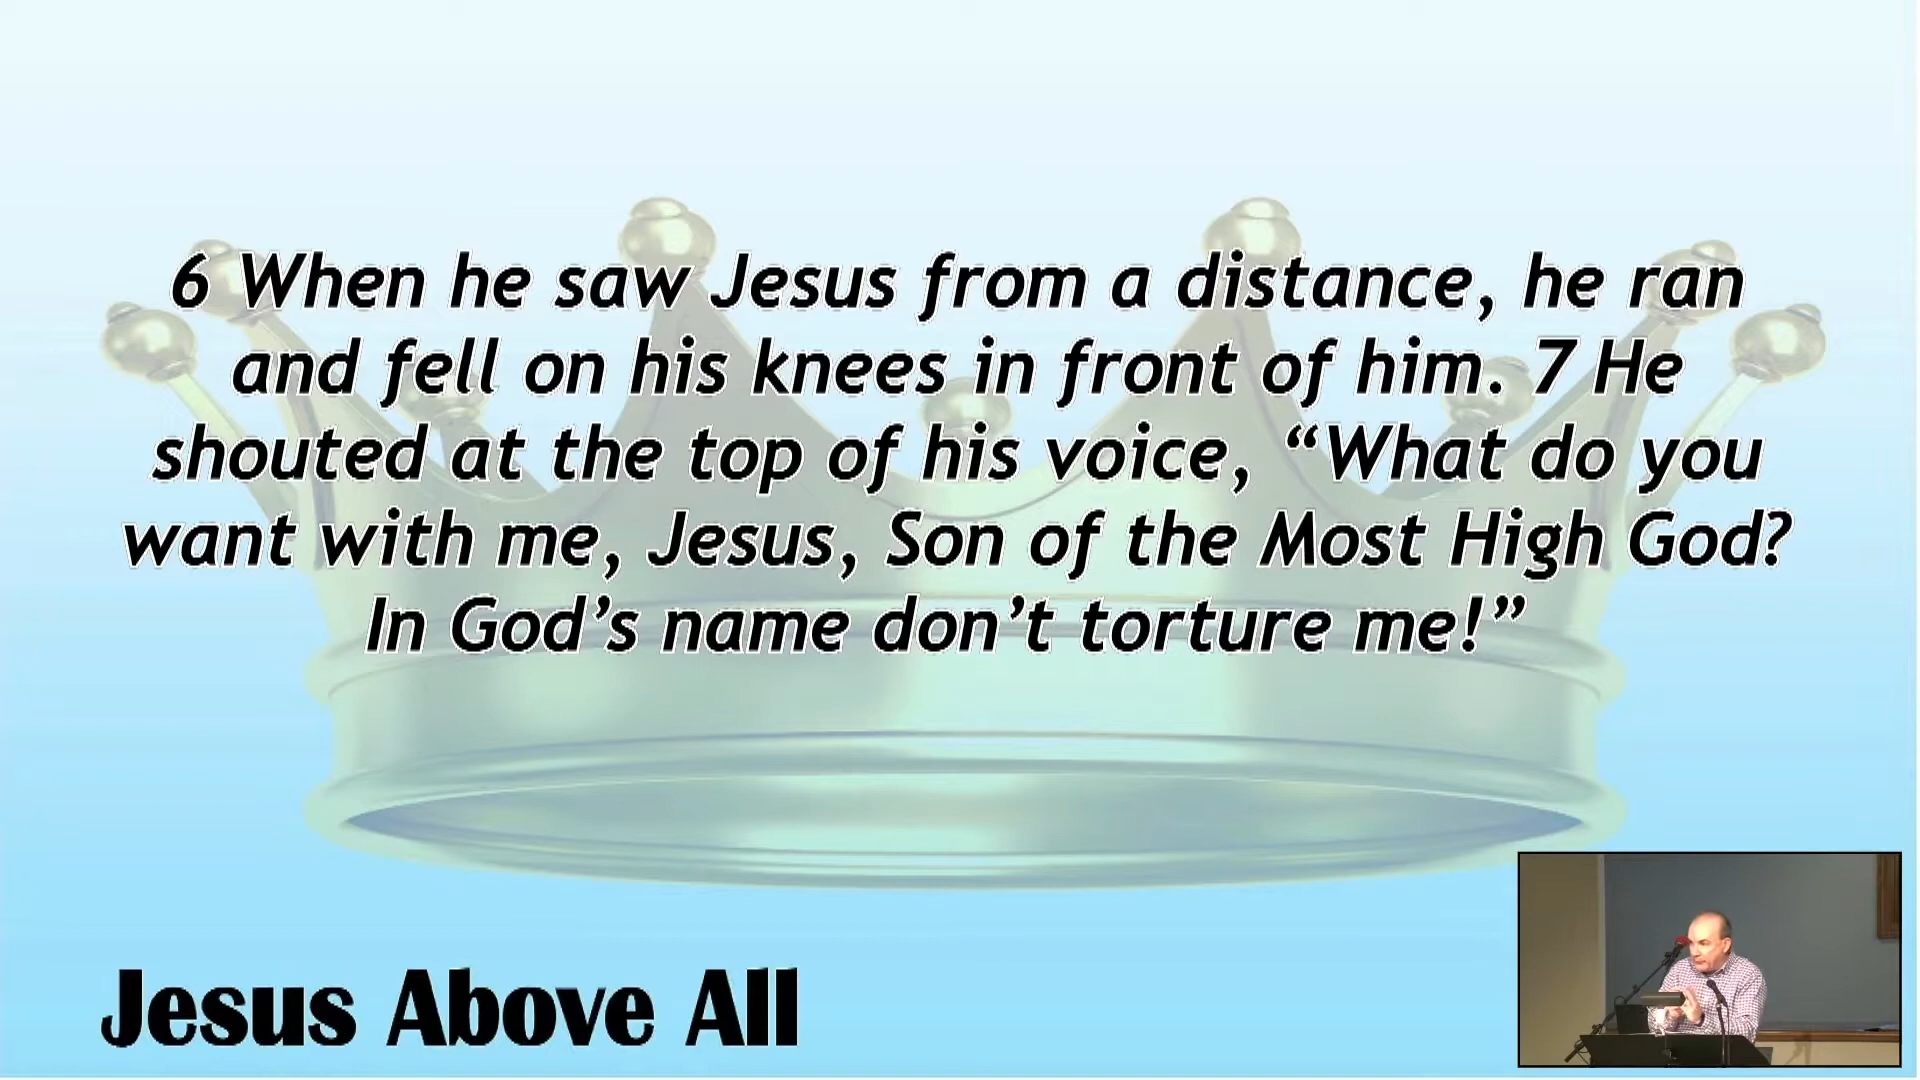 6 When he saw Jesus from a distance, he ran
and fell on his knees in front of him. 7 He
shouted at the top of his voice, “What do you
want with me, Jesus, Son of the Most High God?
In God’s name don’t torture me!”
Jesus Above All